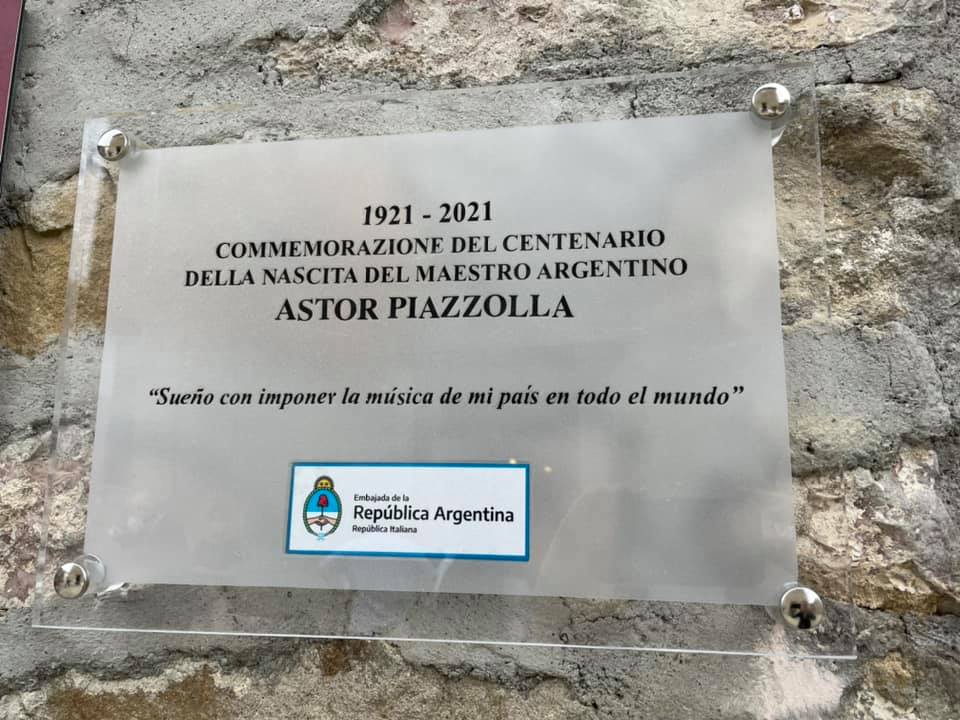 1921 - 2021
COMMEMORAZIONE DEL CENTENARIO
DELLA NASCITA DEL MAESTRO ARGENTINO
ASTOR PIAZZOLLA
“Sueño con imponer la música de mi país en todo el mundo”
Embajada de la
República Argentina
República Italiana